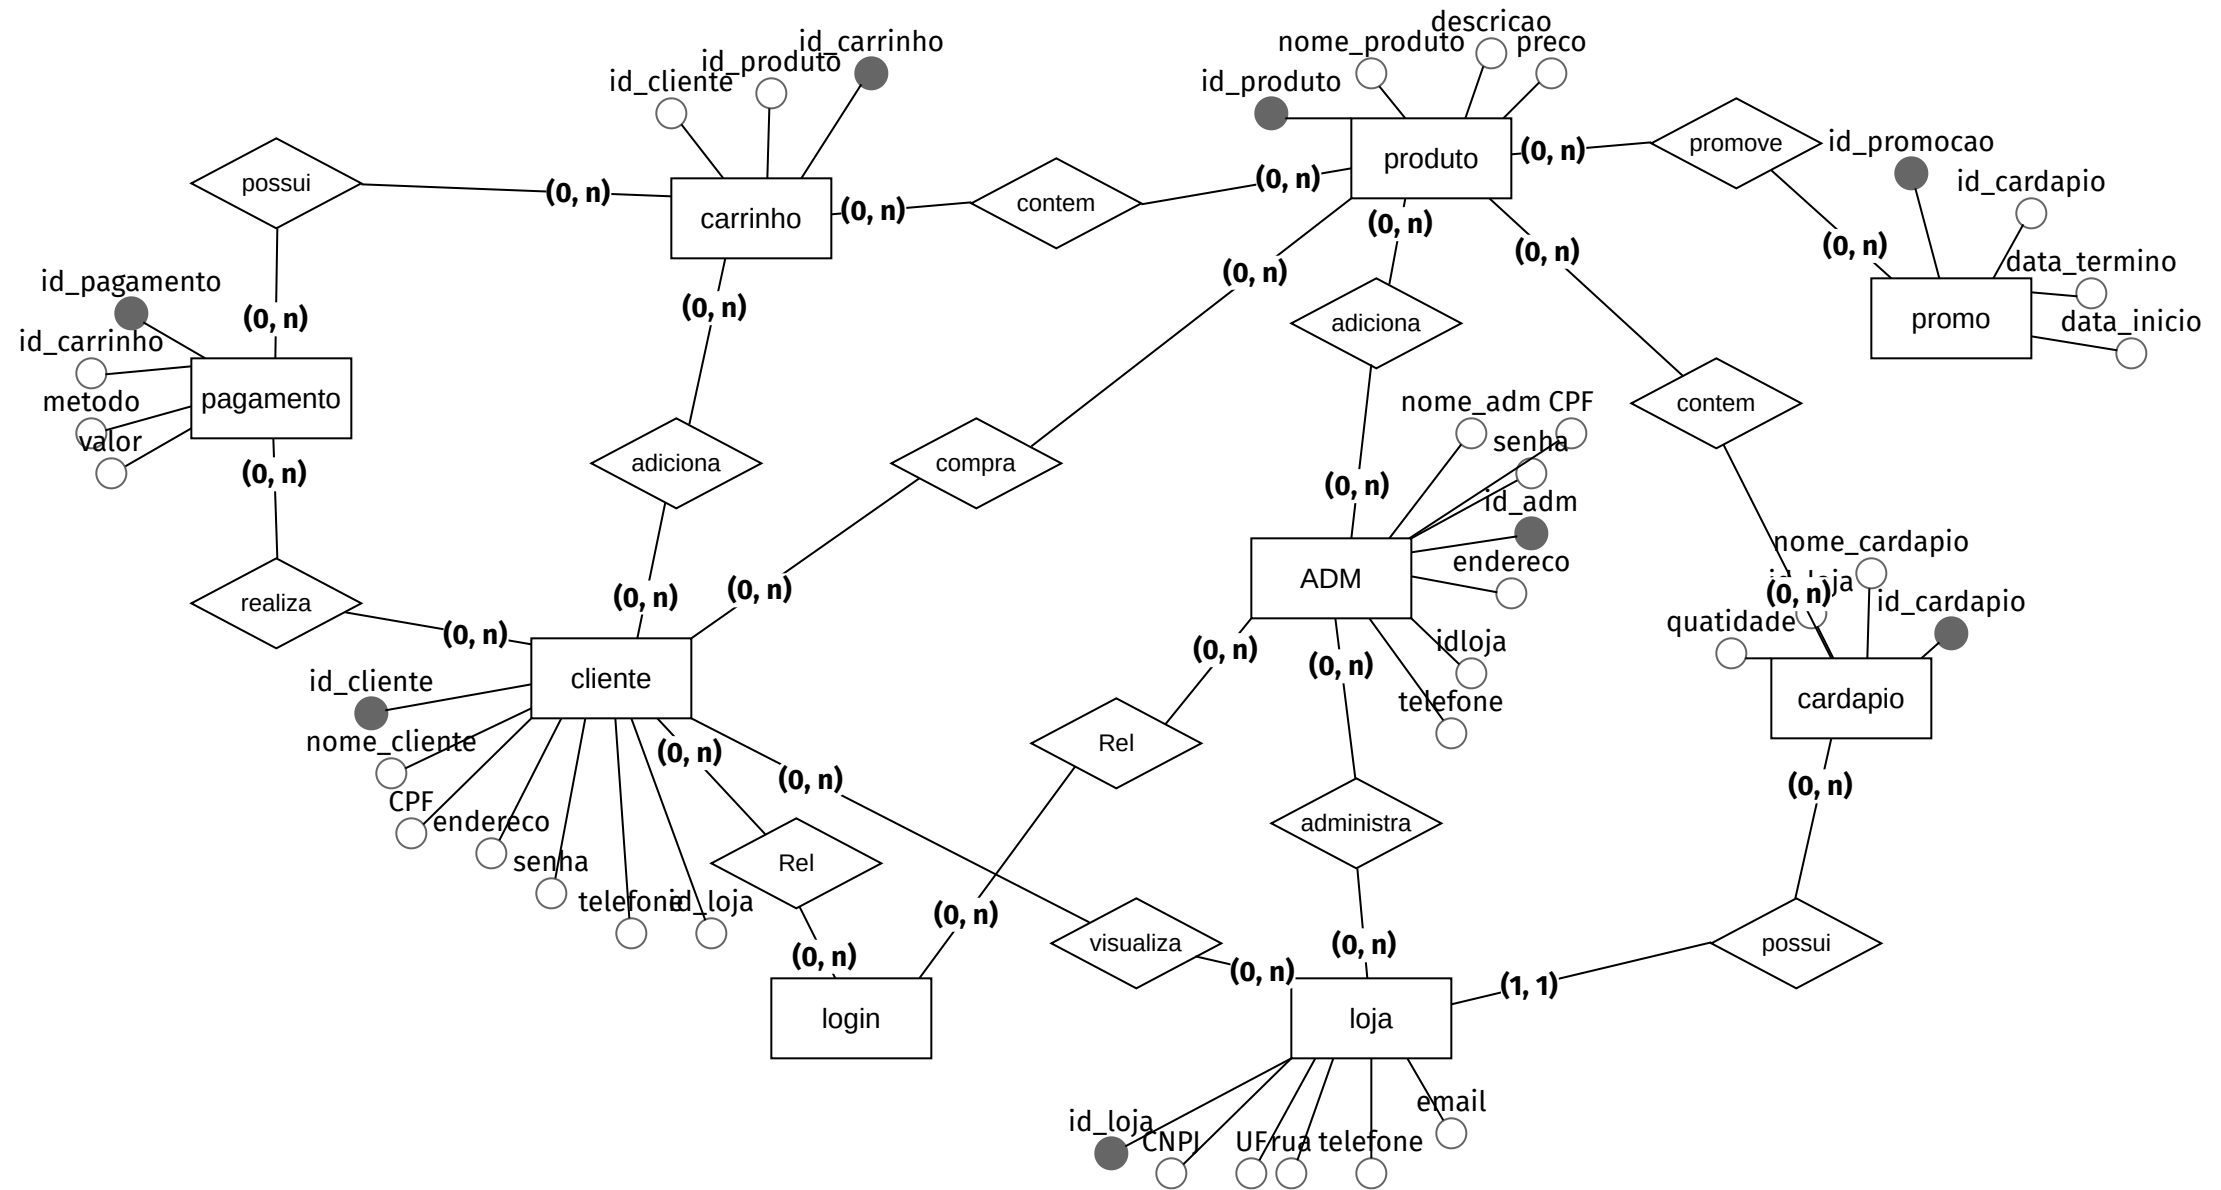 descricao
id_carrinho
nome_produto
preco
id_produto
id_cliente
id_produto
produto
promove
id_promocao
possui
id_cardapio
(0, n)
(0, n)
(0, n)
(0, n)
carrinho
contem
(0, n)
(0, n)
(0, n)
data_termino
id_pagamento
(0, n)
(0, n)
(0, n)
promo
data_inicio
adiciona
id_carrinho
pagamento
metodo
valor
nome_adm
CPF
contem
senha
(0, n)
adiciona
compra
(0, n)
id_adm
nome_cardapio
endereco
ADM
id_loja
(0, n)
id_cardapio
quatidade
realiza
(0, n)
(0, n)
(0, n)
(0, n)
idloja
(0, n)
cliente
id_cliente
telefone
cardapio
nome_cliente
(0, n)
Rel
(0, n)
(0, n)
CPF
endereco
administra
senha
Rel
telefone
id_loja
(0, n)
visualiza
(0, n)
possui
(0, n)
(0, n)
(1, 1)
login
loja
email
id_loja
CNPJ
UF
rua
telefone